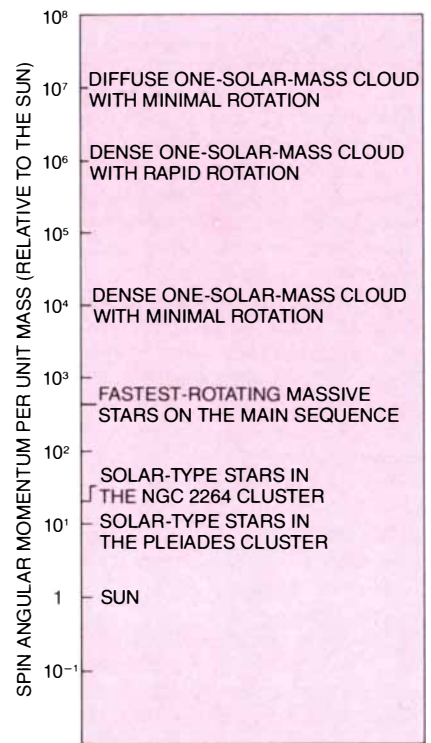 SPIN ANGULAR MOMENTUM PER UNIT MASS (RELATIVE TO THE SUN)
10⁸
10⁷
DIFFUSE ONE-SOLAR-MASS CLOUD
WITH MINIMAL ROTATION
10⁶
DENSE ONE-SOLAR-MASS CLOUD
WITH RAPID ROTATION
10⁵
10⁴
DENSE ONE-SOLAR-MASS CLOUD
WITH MINIMAL ROTATION
10³
FASTEST-ROTATING MASSIVE
STARS ON THE MAIN SEQUENCE
10²
SOLAR-TYPE STARS IN
THE NGC 2264 CLUSTER
10¹
SOLAR-TYPE STARS IN
THE PLEIADES CLUSTER
1
SUN
10⁻¹